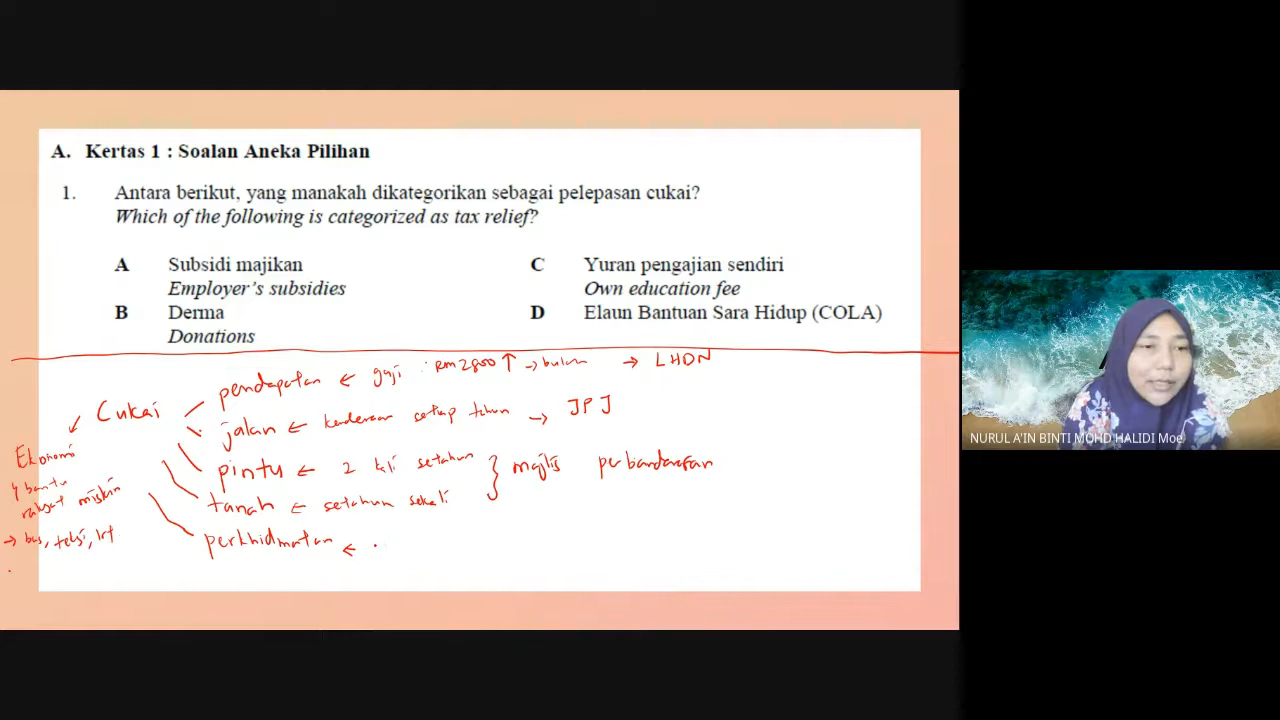 A. Kertas 1 : Soalan Aneka Pilihan
1. Antara berikut, yang manakah dikategorikan sebagai pelepasan cukai?
Which of the following is categorized as tax relief?
A Subsidi majikan
Employer's subsidies
B Derma
Donations
C Yuran pengajian sendiri
Own education fee
D Elaun Bantuan Sara Hidup (COLA)
Cukai
pendapatan ← gaji : RM2800 ↑ → bulan → LHDN
jalan ← kenderaan setiap tahun → JPJ
pintu ← 2 kali setahun } majlis perbandaran
tanah ← setahun sekali
perkhidmatan ←
Ekonomi
↳ bantu
rakyat miskin
→ bas, teksi, lrt
NURUL A'IN BINTI MOHD HALIDI Moe